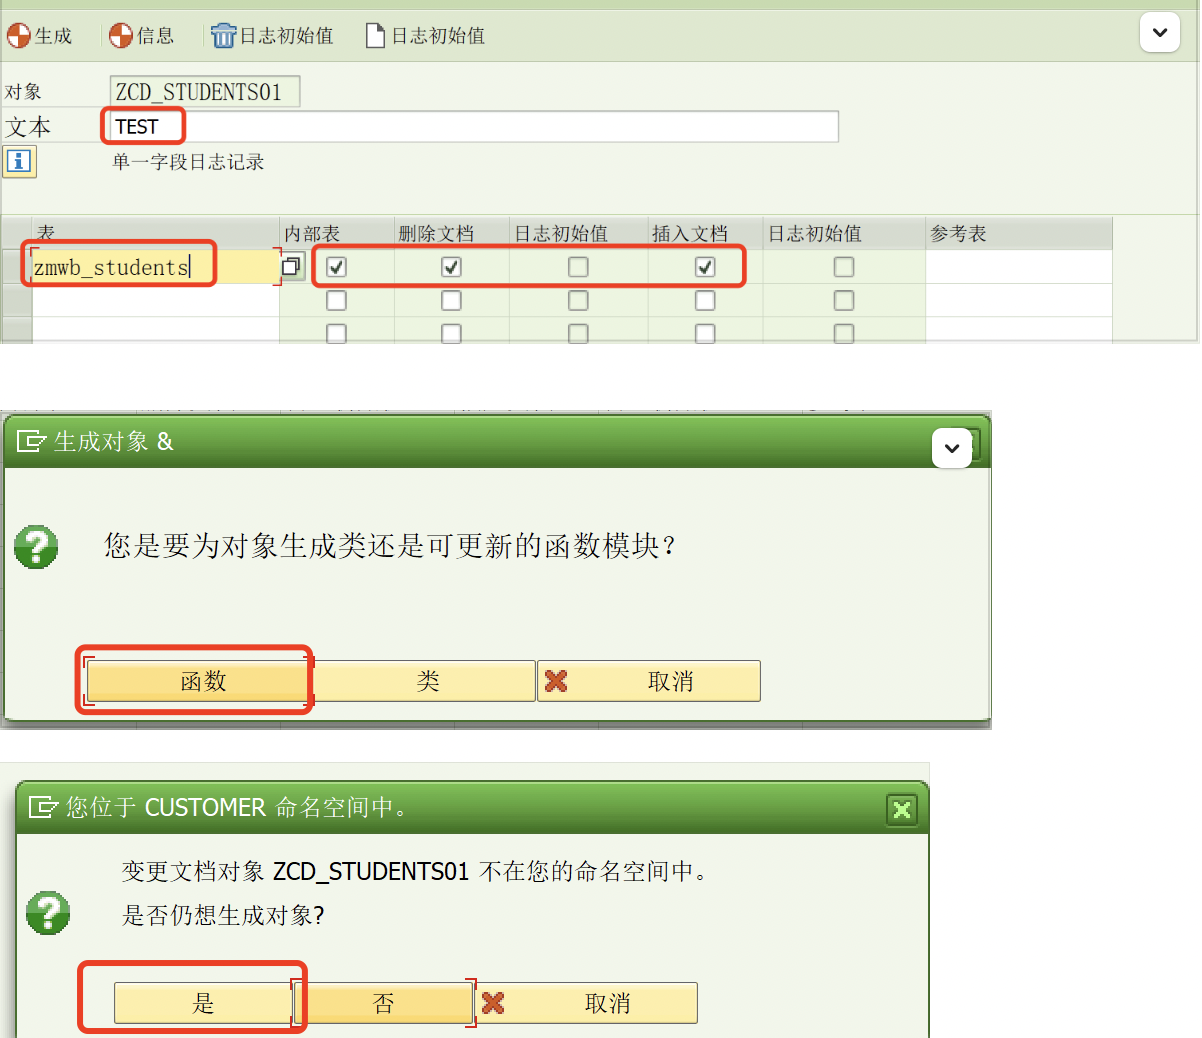 生成 信息 日志初始值 日志初始值
对象 ZCD_STUDENTS01
文本 TEST
单一字段日志记录
表 内部表 删除文档 日志初始值 插入文档 日志初始值 参考表
zmwb_students
生成对象 &
您是要为对象生成类还是可更新的函数模块?
函数 类 取消
您位于 CUSTOMER 命名空间中。
变更文档对象 ZCD_STUDENTS01 不在您的命名空间中。
是否仍想生成对象?
是 否 取消